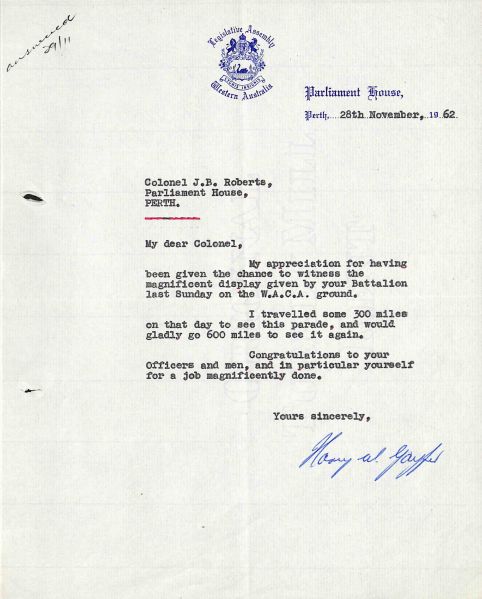 answered
29/11
Legislative Assembly
Western Australia
Parliament House,
Perth,....28th November,..1962.
Colonel J.B. Roberts,
Parliament House,
PERTH.
My dear Colonel,
My appreciation for having
been given the chance to witness the
magnificent display given by your Battalion
last Sunday on the W.A.C.A. ground.
I travelled some 300 miles
on that day to see this parade, and would
gladly go 600 miles to see it again.
Congratulations to your
Officers and men, and in particular yourself
for a job magnificently done.
Yours sincerely,